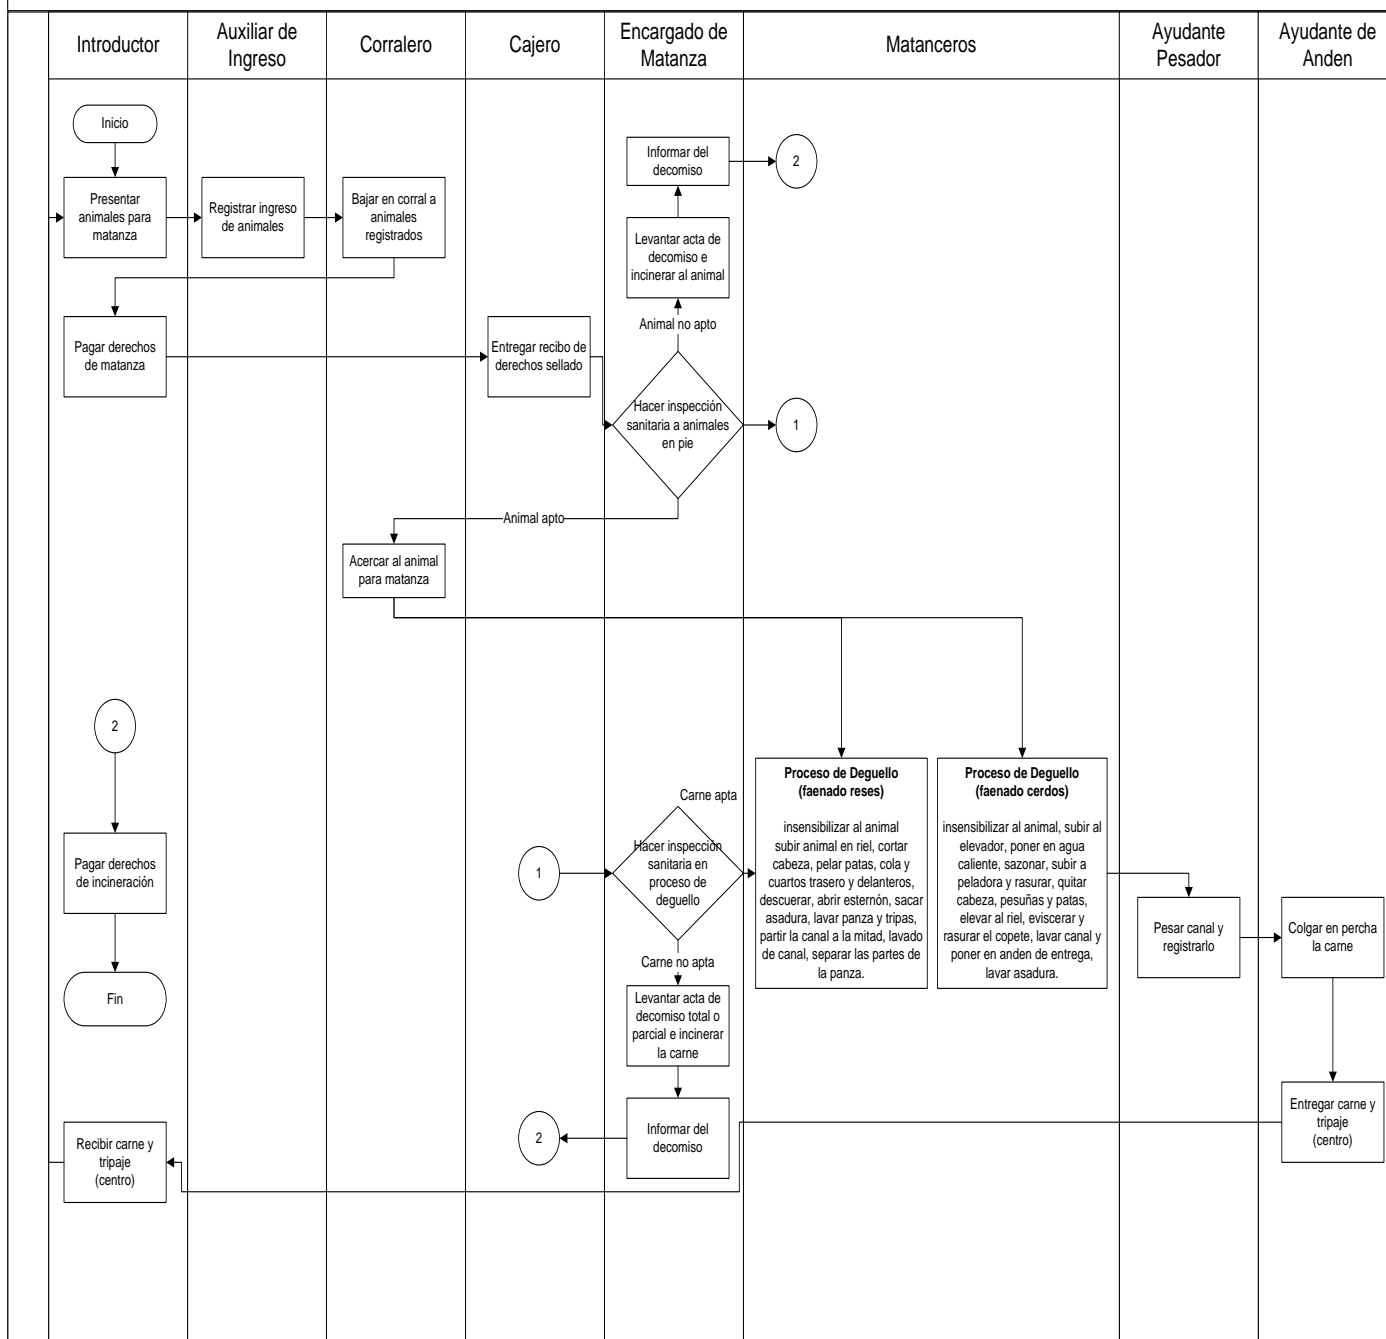 Introductor
Auxiliar de
Ingreso
Corralero
Cajero
Encargado de
Matanza
Matanceros
Ayudante
Pesador
Ayudante de
Anden
Inicio
Informar del
decomiso
2
Presentar
animales para
matanza
Registrar ingreso
de animales
Bajar en corral a
animales
registrados
Levantar acta de
decomiso e
incinerar al animal
Animal no apto
Pagar derechos
de matanza
Entregar recibo de
derechos sellado
Hacer inspección
sanitaria a animales
en pie
1
Animal apto
Acercar al animal
para matanza
2
Proceso de Deguello
(faenado reses)
insensibilizar al animal
subir animal en riel, cortar
cabeza, pelar patas, cola y
cuartos trasero y delanteros,
descuerar, abrir esternón, sacar
asadura, lavar panza y tripas,
partir la canal a la mitad, lavado
de canal, separar las partes de
la panza.
Proceso de Deguello
(faenado cerdos)
insensibilizar al animal, subir al
elevador, poner en agua
caliente, sazonar, subir a
peladora y rasurar, quitar
cabeza, pesuñas y patas,
elevar al riel, eviscerar y
rasurar el copete, lavar canal y
poner en anden de entrega,
lavar asadura.
Carne apta
Pagar derechos
de incineración
1
Hacer inspección
sanitaria en
proceso de
deguello
Pesar canal y
registrarlo
Colgar en percha
la carne
Carne no apta
Fin
Levantar acta de
decomiso total o
parcial e incinerar
la carne
Recibir carne y
tripaje
(centro)
2
Informar del
decomiso
Entregar carne y
tripaje
(centro)